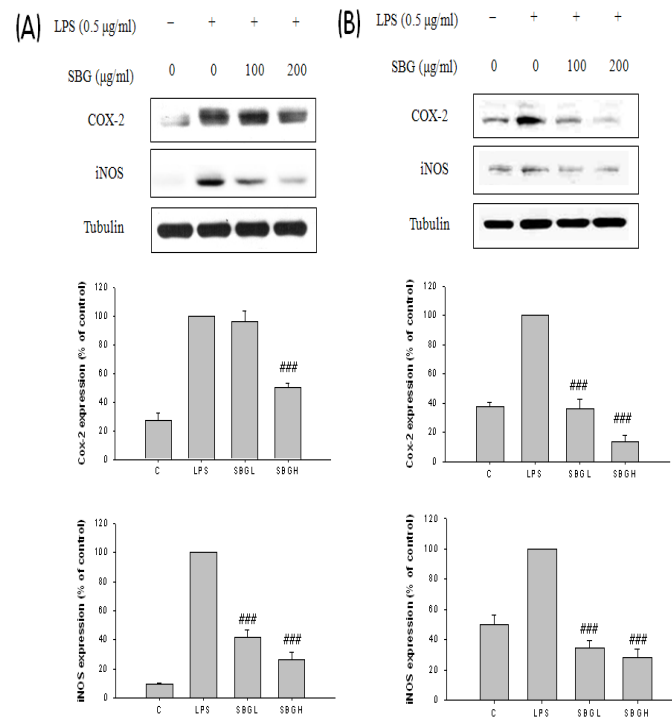 (A)
LPS (0.5 µg/ml) – + + +
SBG (µg/ml) 0 0 100 200
COX-2
iNOS
Tubulin
Cox-2 expression (% of control)
120
100
80
60
40
20
0
###
C LPS SBGL SBGH
iNOS expression (% of control)
120
100
80
60
40
20
0
###
###
C LPS SBGL SBGH
(B)
LPS (0.5 µg/ml) – + + +
SBG (µg/ml) 0 0 100 200
COX-2
iNOS
Tubulin
Cox-2 expression (% of control)
120
100
80
60
40
20
0
###
###
C LPS SBGL SBGH
iNOS expression (% of control)
120
100
80
60
40
20
0
###
###
C LPS SBGL SBGH